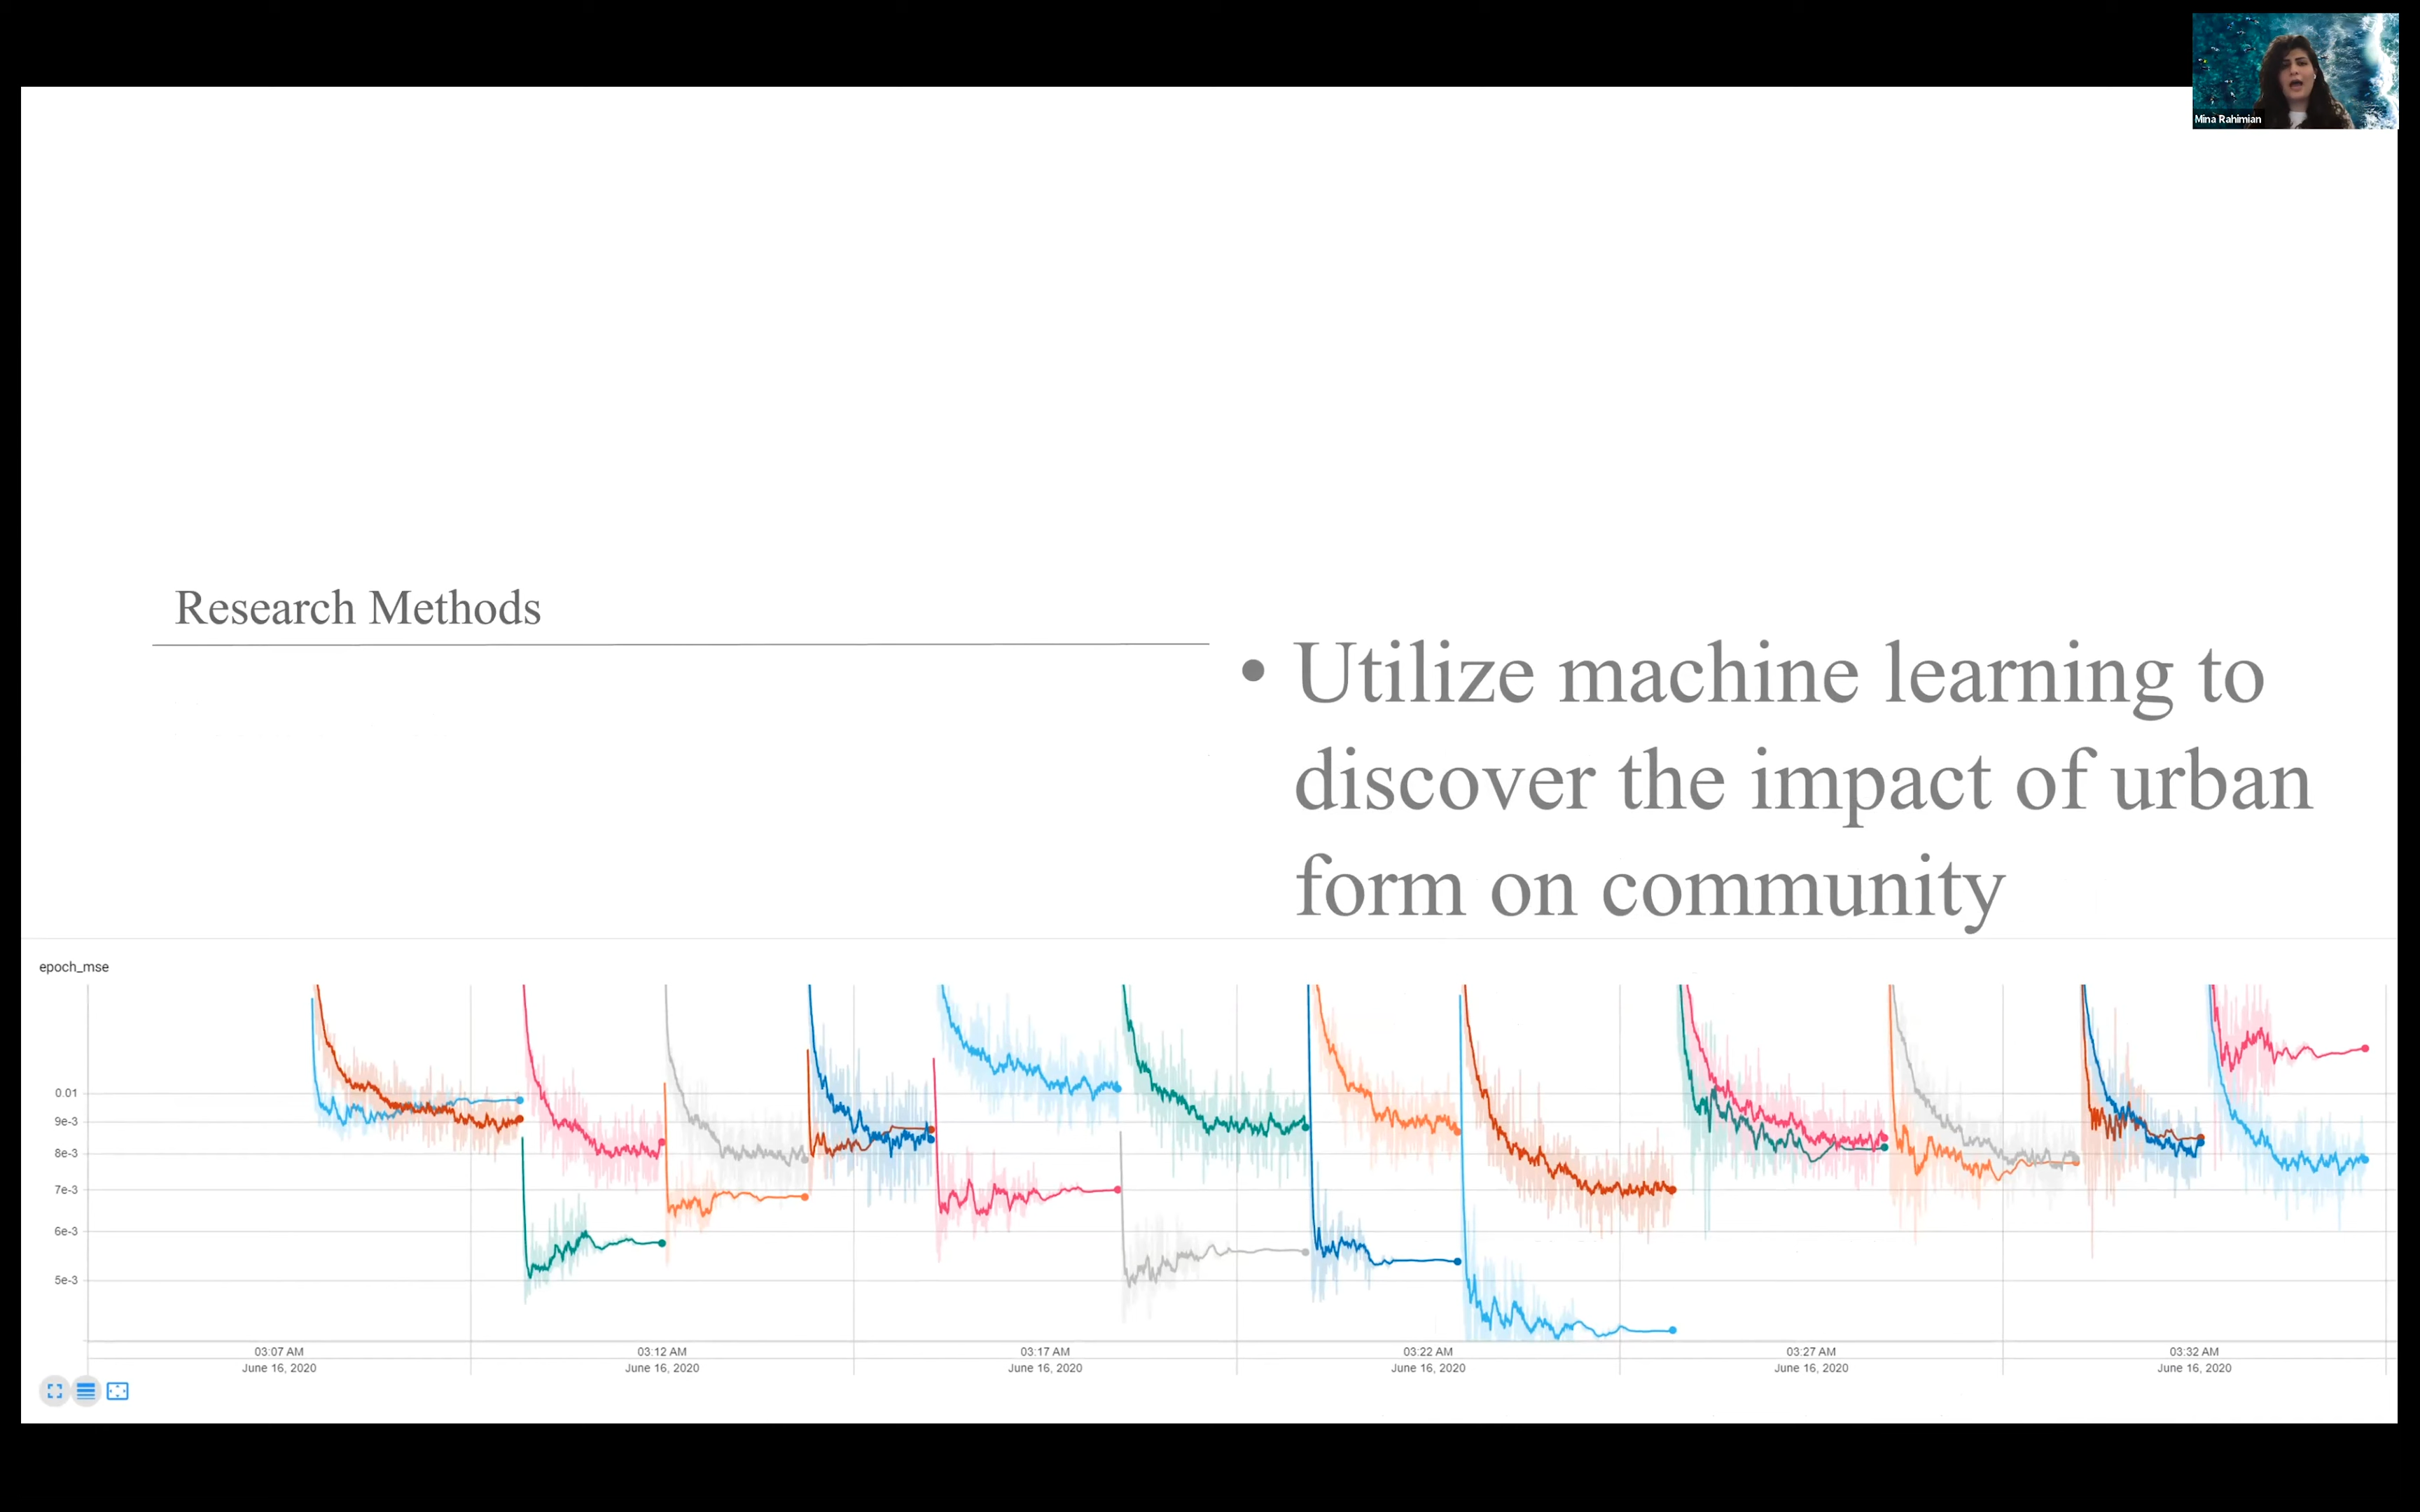 Mina Rahimian
Research Methods
• Utilize machine learning to
discover the impact of urban
form on community
epoch_mse
0.01
9e-3
8e-3
7e-3
6e-3
5e-3
03:07 AM
June 16, 2020
03:12 AM
June 16, 2020
03:17 AM
June 16, 2020
03:22 AM
June 16, 2020
03:27 AM
June 16, 2020
03:32 AM
June 16, 2020